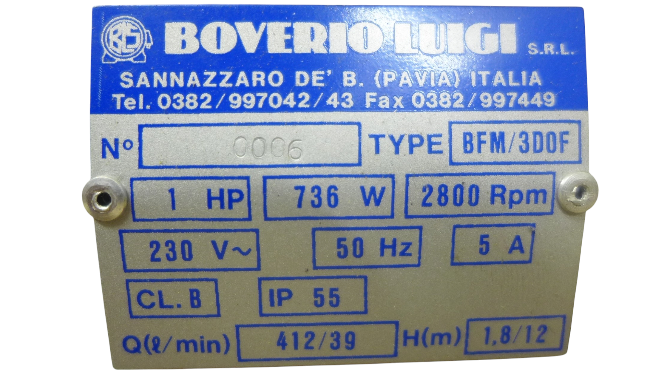 BOVERIO LUIGI S.R.L.
SANNAZZARO DE' B. (PAVIA) ITALIA
Tel. 0382/997042/43 Fax 0382/997449
N° 0006 TYPE BFM/3D0F
1 HP 736 W 2800 Rpm
230 V~ 50 Hz 5 A
CL. B IP 55
Q(ℓ/min) 412/39 H(m) 1,8/12